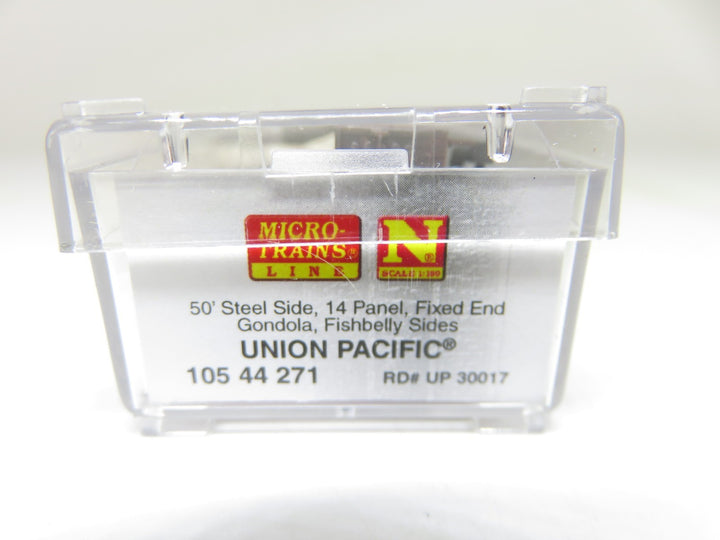 MICRO-
TRAINS®
LINE
N®
SCALE 1:160
50' Steel Side, 14 Panel, Fixed End
Gondola, Fishbelly Sides
UNION PACIFIC®
105 44 271 RD# UP 30017